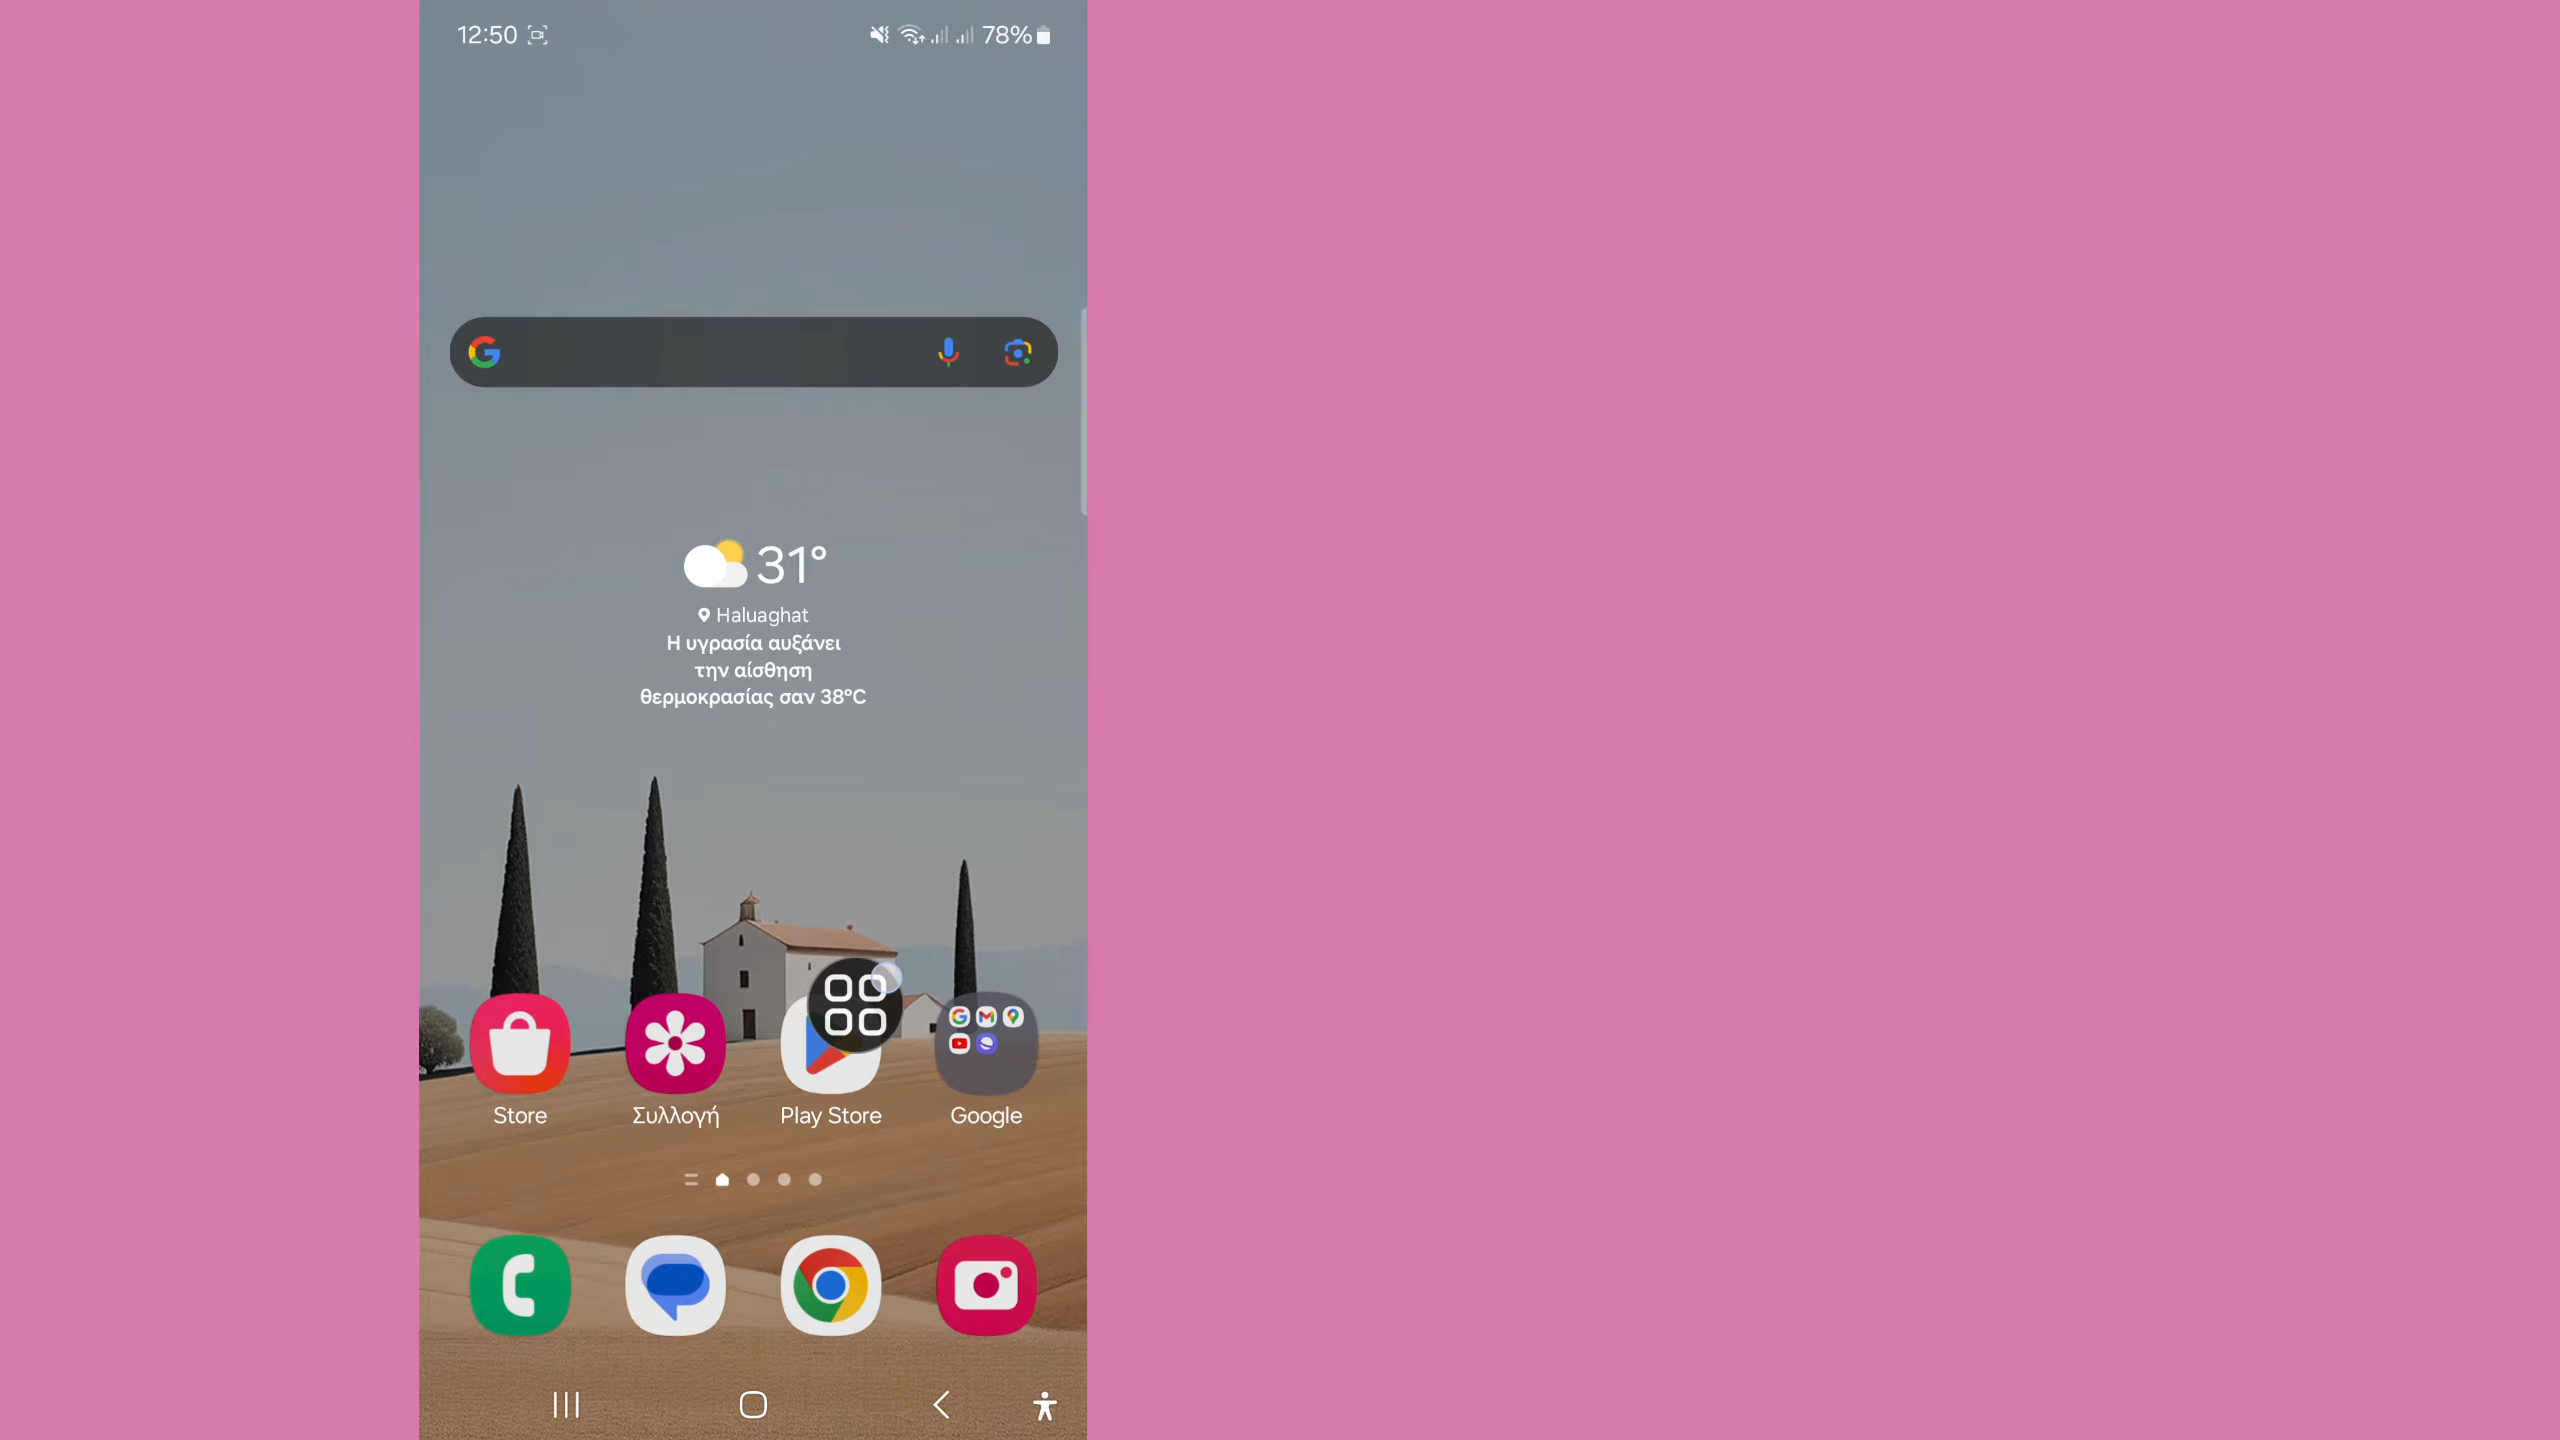 12:50
78%
31°
Haluaghat
Η υγρασία αυξάνει
την αίσθηση
θερμοκρασίας σαν 38°C
Store
Συλλογή
Play Store
Google